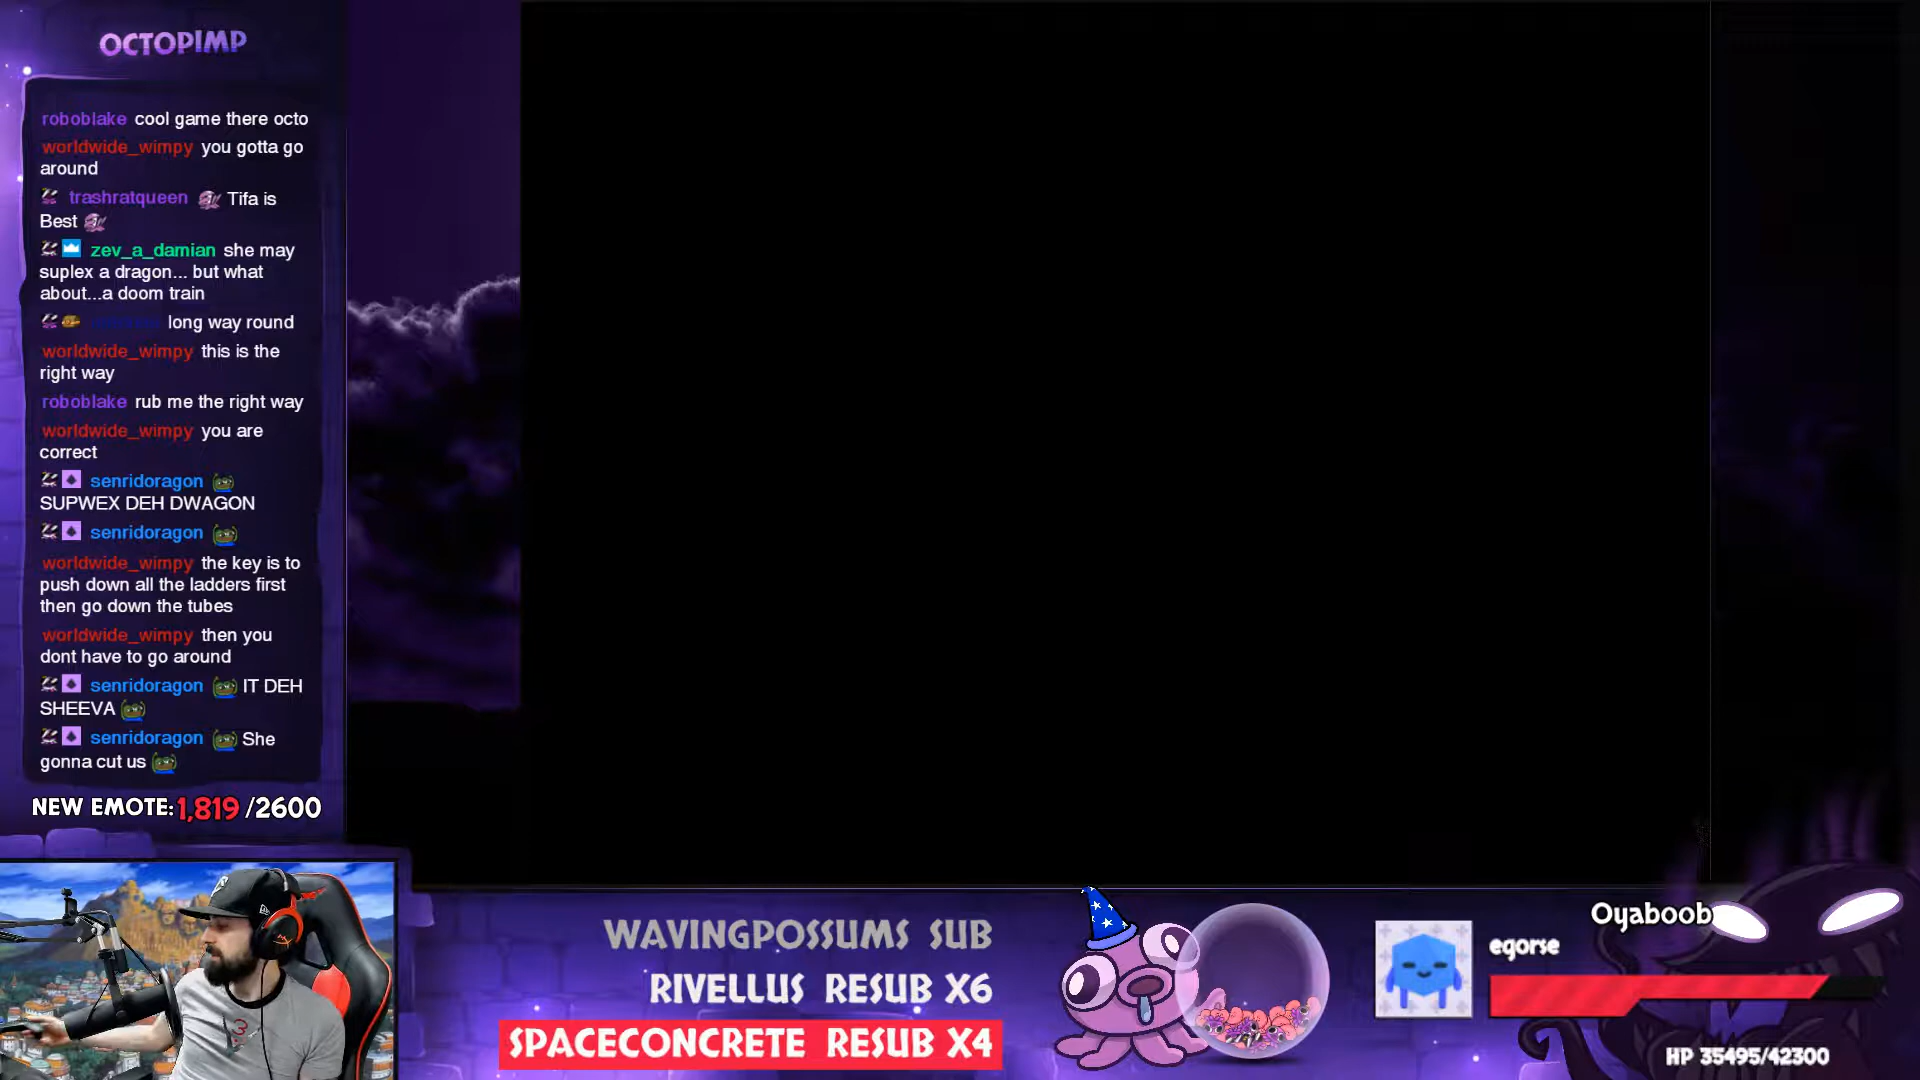 OCTOPIMP
roboblake cool game there octo
worldwide_wimpy you gotta go
around
trashratqueen Tifa is
Best
zev_a_damian she may
suplex a dragon... but what
about...a doom train
long way round
worldwide_wimpy this is the
right way
roboblake rub me the right way
worldwide_wimpy you are
correct
senridoragon
SUPWEX DEH DWAGON
senridoragon
worldwide_wimpy the key is to
push down all the ladders first
then go down the tubes
worldwide_wimpy then you
dont have to go around
senridoragon IT DEH
SHEEVA
senridoragon She
gonna cut us
NEW EMOTE: 1,819 /2600
WAVINGPOSSUMS SUB
RIVELLUS RESUB X6
SPACECONCRETE RESUB X4
Oyaboob
egorse
HP 35495/42300